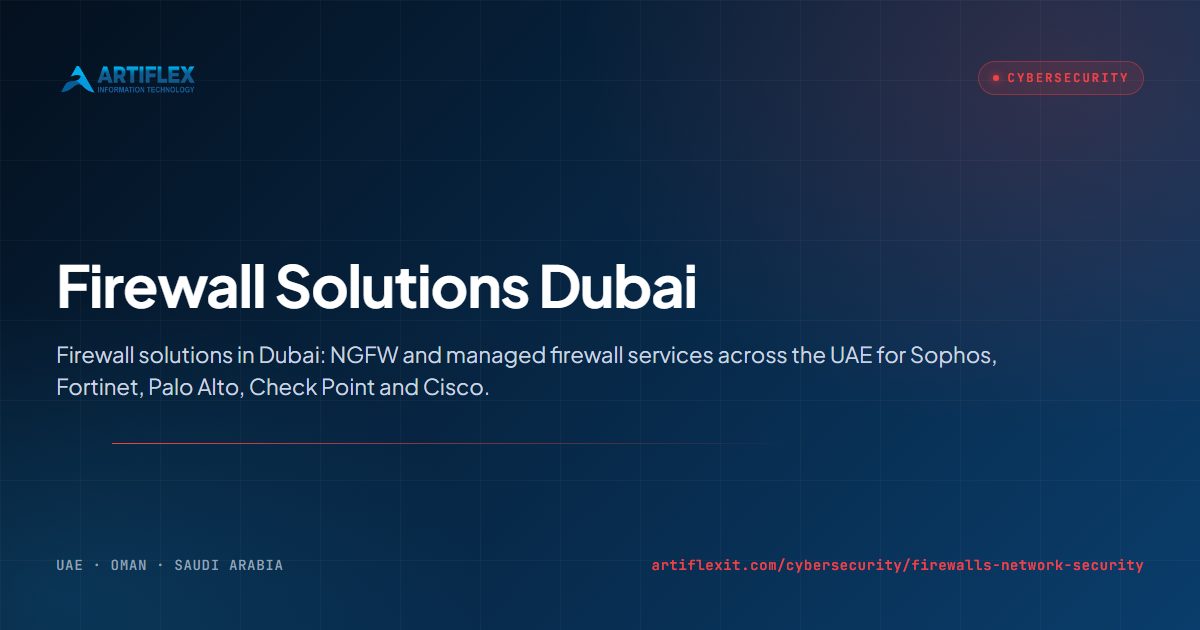 ARTIFLEX
INFORMATION TECHNOLOGY
CYBERSECURITY
Firewall Solutions Dubai
Firewall solutions in Dubai: NGFW and managed firewall services across the UAE for Sophos,
Fortinet, Palo Alto, Check Point and Cisco.
UAE · OMAN · SAUDI ARABIA
artiflexit.com/cybersecurity/firewalls-network-security